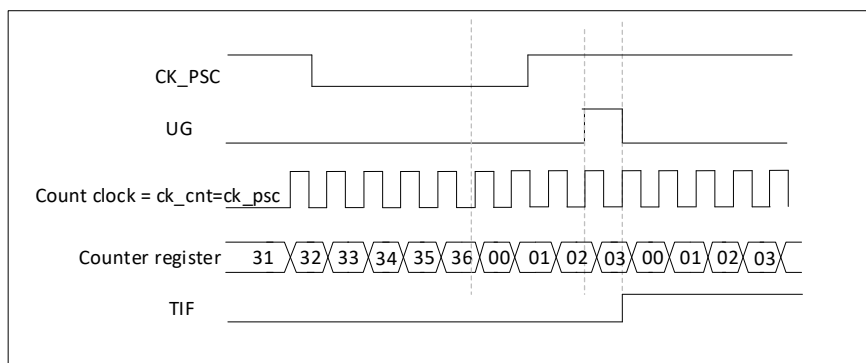 CK_PSC
UG
Count clock = ck_cnt=ck_psc
Counter register 31 32 33 34 35 36 00 01 02 03 00 01 02 03
TIF